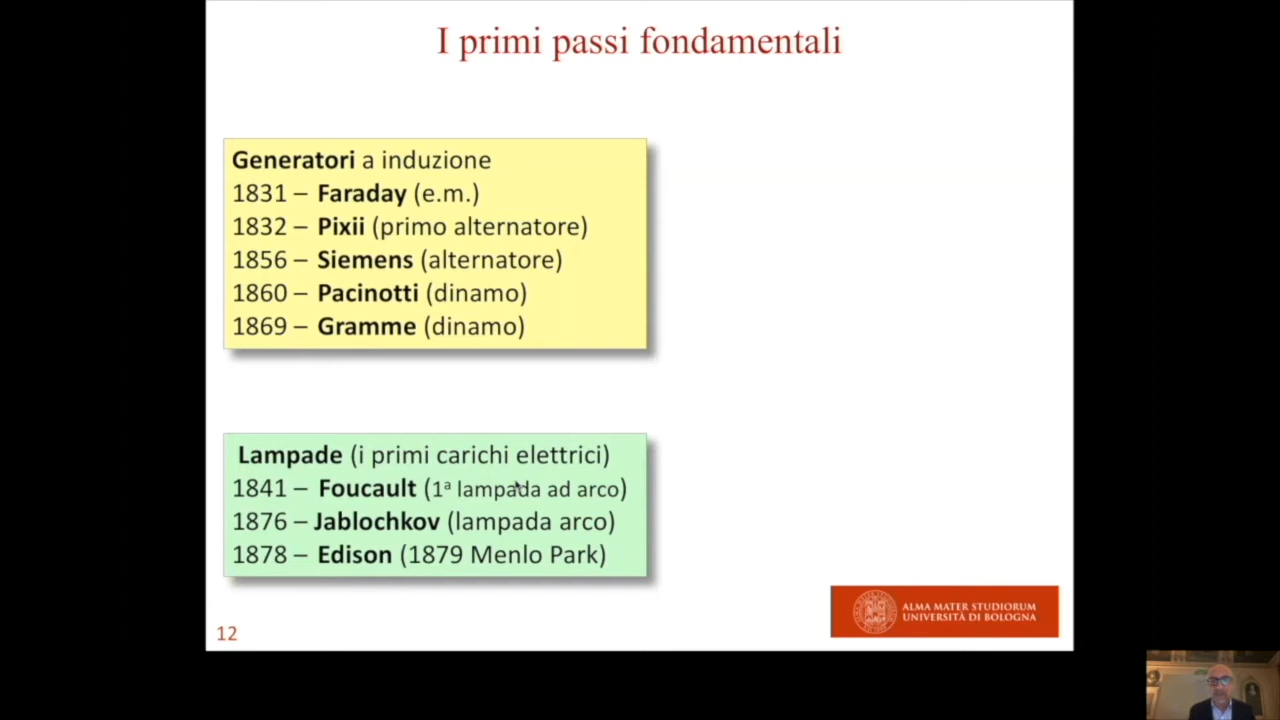 I primi passi fondamentali
Generatori a induzione
1831 – Faraday (e.m.)
1832 – Pixii (primo alternatore)
1856 – Siemens (alternatore)
1860 – Pacinotti (dinamo)
1869 – Gramme (dinamo)
Lampade (i primi carichi elettrici)
1841 – Foucault (1ª lampada ad arco)
1876 – Jablochkov (lampada arco)
1878 – Edison (1879 Menlo Park)
ALMA MATER STUDIORUM
UNIVERSITÀ DI BOLOGNA
12